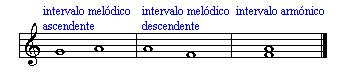 intervalo melódico
ascendente
intervalo melódico
descendente
intervalo armónico